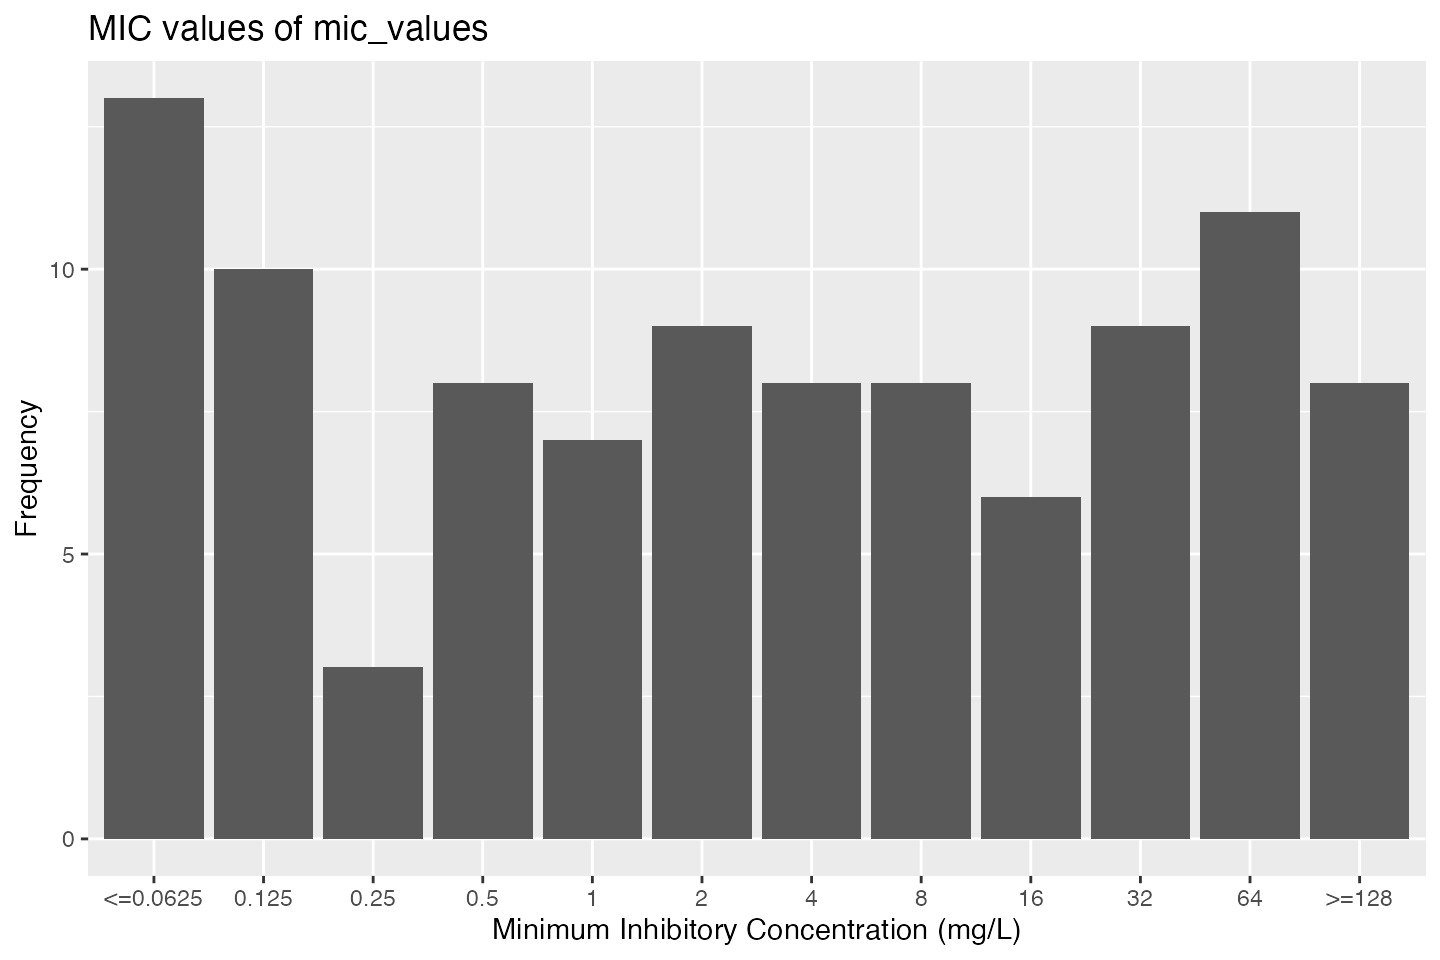 MIC values of mic_values
Frequency
10
5
0
<=0.0625 0.125 0.25 0.5 1 2 4 8 16 32 64 >=128
Minimum Inhibitory Concentration (mg/L)